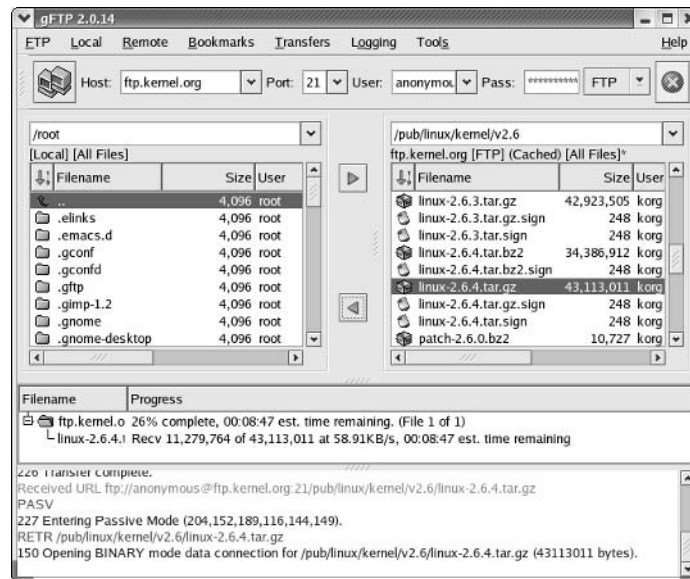 gFTP 2.0.14
FTP Local Remote Bookmarks Transfers Logging Tools Help
Host: ftp.kernel.org Port: 21 User: anonymou Pass: ********** FTP
/root
[Local] [All Files]
Filename Size User
.. 4,096 root
.elinks 4,096 root
.emacs.d 4,096 root
.gconf 4,096 root
.gconfd 4,096 root
.gftp 4,096 root
.gimp-1.2 4,096 root
.gnome 4,096 root
.gnome-desktop 4,096 root
/pub/linux/kernel/v2.6
ftp.kernel.org [FTP] (Cached) [All Files]*
Filename Size User
linux-2.6.3.tar.gz 42,923,505 korg
linux-2.6.3.tar.gz.sign 248 korg
linux-2.6.3.tar.sign 248 korg
linux-2.6.4.tar.bz2 34,386,912 korg
linux-2.6.4.tar.bz2.sign 248 korg
linux-2.6.4.tar.gz 43,113,011 korg
linux-2.6.4.tar.gz.sign 248 korg
linux-2.6.4.tar.sign 248 korg
patch-2.6.0.bz2 10,727 korg
Filename Progress
ftp.kernel.o 26% complete, 00:08:47 est. time remaining. (File 1 of 1)
linux-2.6.4.t Recv 11,279,764 of 43,113,011 at 58.91KB/s, 00:08:47 est. time remaining
226 Transfer complete.
Received URL ftp://anonymous@ftp.kernel.org:21/pub/linux/kernel/v2.6/linux-2.6.4.tar.gz
PASV
227 Entering Passive Mode (204,152,189,116,144,149).
RETR /pub/linux/kernel/v2.6/linux-2.6.4.tar.gz
150 Opening BINARY mode data connection for /pub/linux/kernel/v2.6/linux-2.6.4.tar.gz (43113011 bytes).